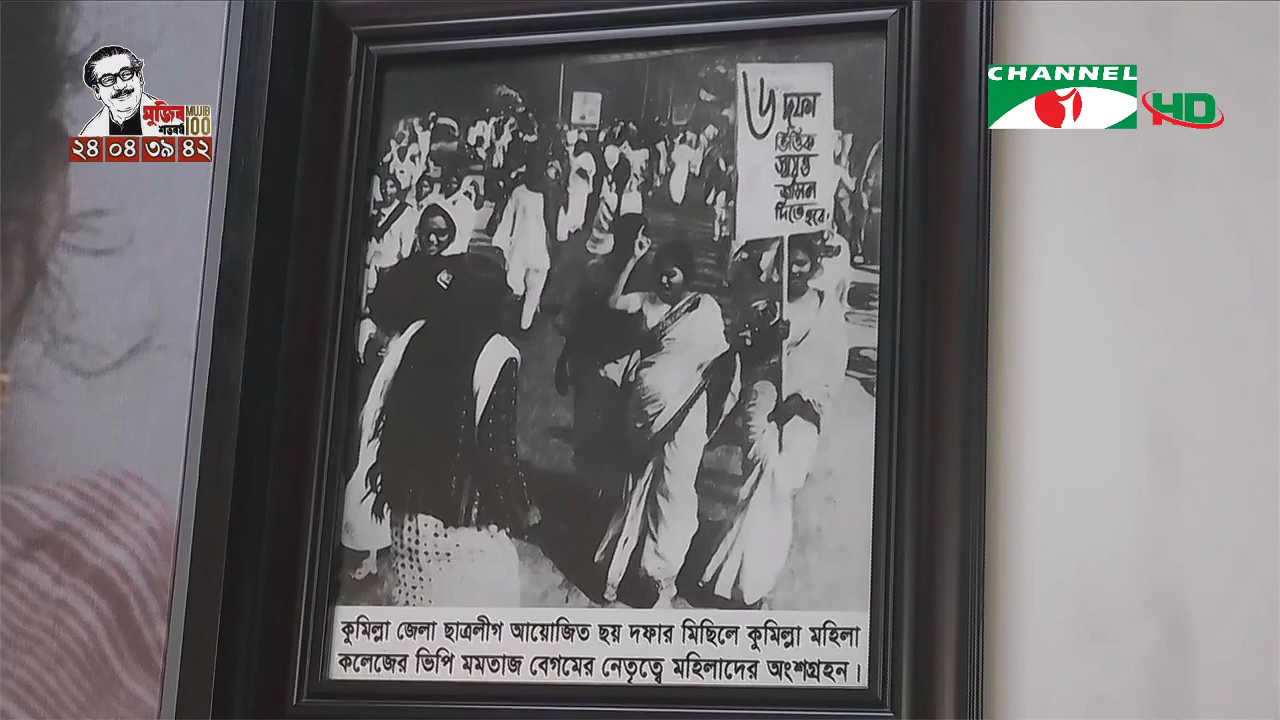 মুজিব
শতবর্ষ
MUJIB
100
২৪ ০৪ ৩৯ ৪২
CHANNEL
HD
৬ দফা
ভিত্তিক
দিতে হবে।
কুমিল্লা জেলা ছাত্রলীগ আয়োজিত ছয় দফার মিছিলে কুমিল্লা মহিলা
কলেজের ভিপি মমতাজ বেগমের নেতৃত্বে মহিলাদের অংশগ্রহন।